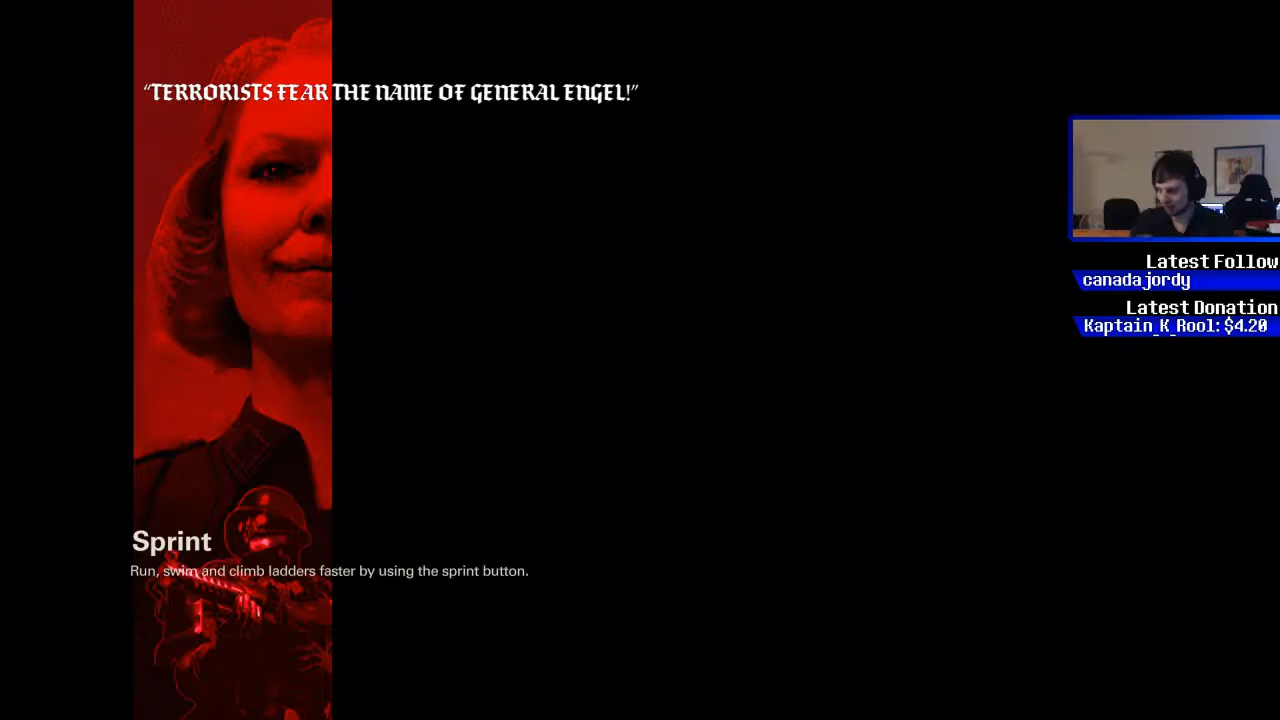 “TERRORISTS FEAR THE NAME OF GENERAL ENGEL!”
Latest Follow
canadajordy
Latest Donation
Kaptain_K_Rool: $4.20
Sprint
Run, swim and climb ladders faster by using the sprint button.